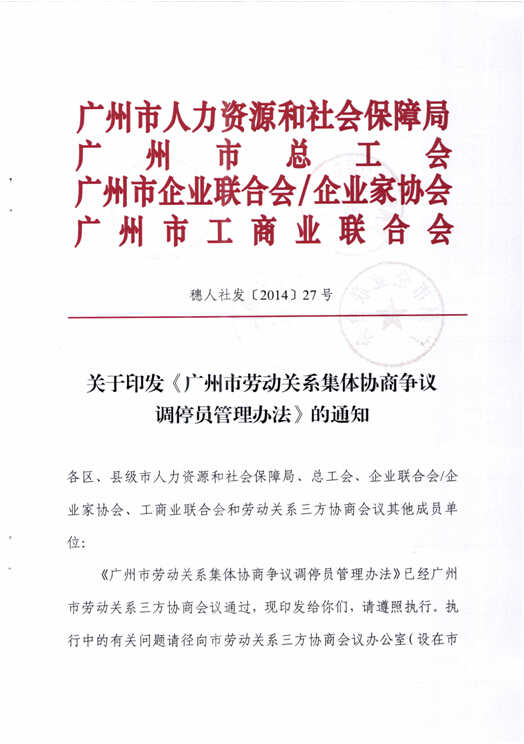 广州市人力资源和社会保障局
广州市总工会
广州市企业联合会/企业家协会
广州市工商业联合会
穗人社发〔2014〕27号
关于印发《广州市劳动关系集体协商争议
调停员管理办法》的通知
各区、县级市人力资源和社会保障局、总工会、企业联合会/企
业家协会、工商业联合会和劳动关系三方协商会议其他成员单
位：
《广州市劳动关系集体协商争议调停员管理办法》已经广州
市劳动关系三方协商会议通过，现印发给你们，请遵照执行。执
行中的有关问题请径向市劳动关系三方协商会议办公室（设在市